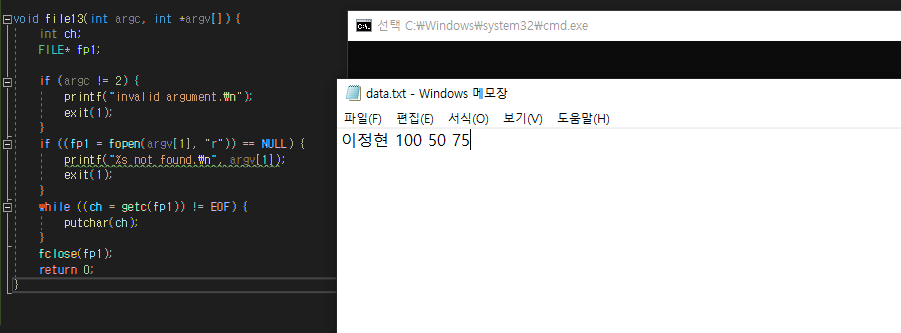 void file13(int argc, int *argv[]){
int ch;
FILE* fp1;
if (argc != 2) {
printf("invalid argument.₩n");
exit(1);
}
if ((fp1 = fopen(argv[1], "r")) == NULL) {
printf("%s not found.₩n", argv[1]);
exit(1);
}
while ((ch = getc(fp1)) != EOF) {
putchar(ch);
}
fclose(fp1);
return 0;
}
선택 C:₩Windows₩system32₩cmd.exe
data.txt - Windows 메모장
파일(F) 편집(E) 서식(O) 보기(V) 도움말(H)
이정현 100 50 75